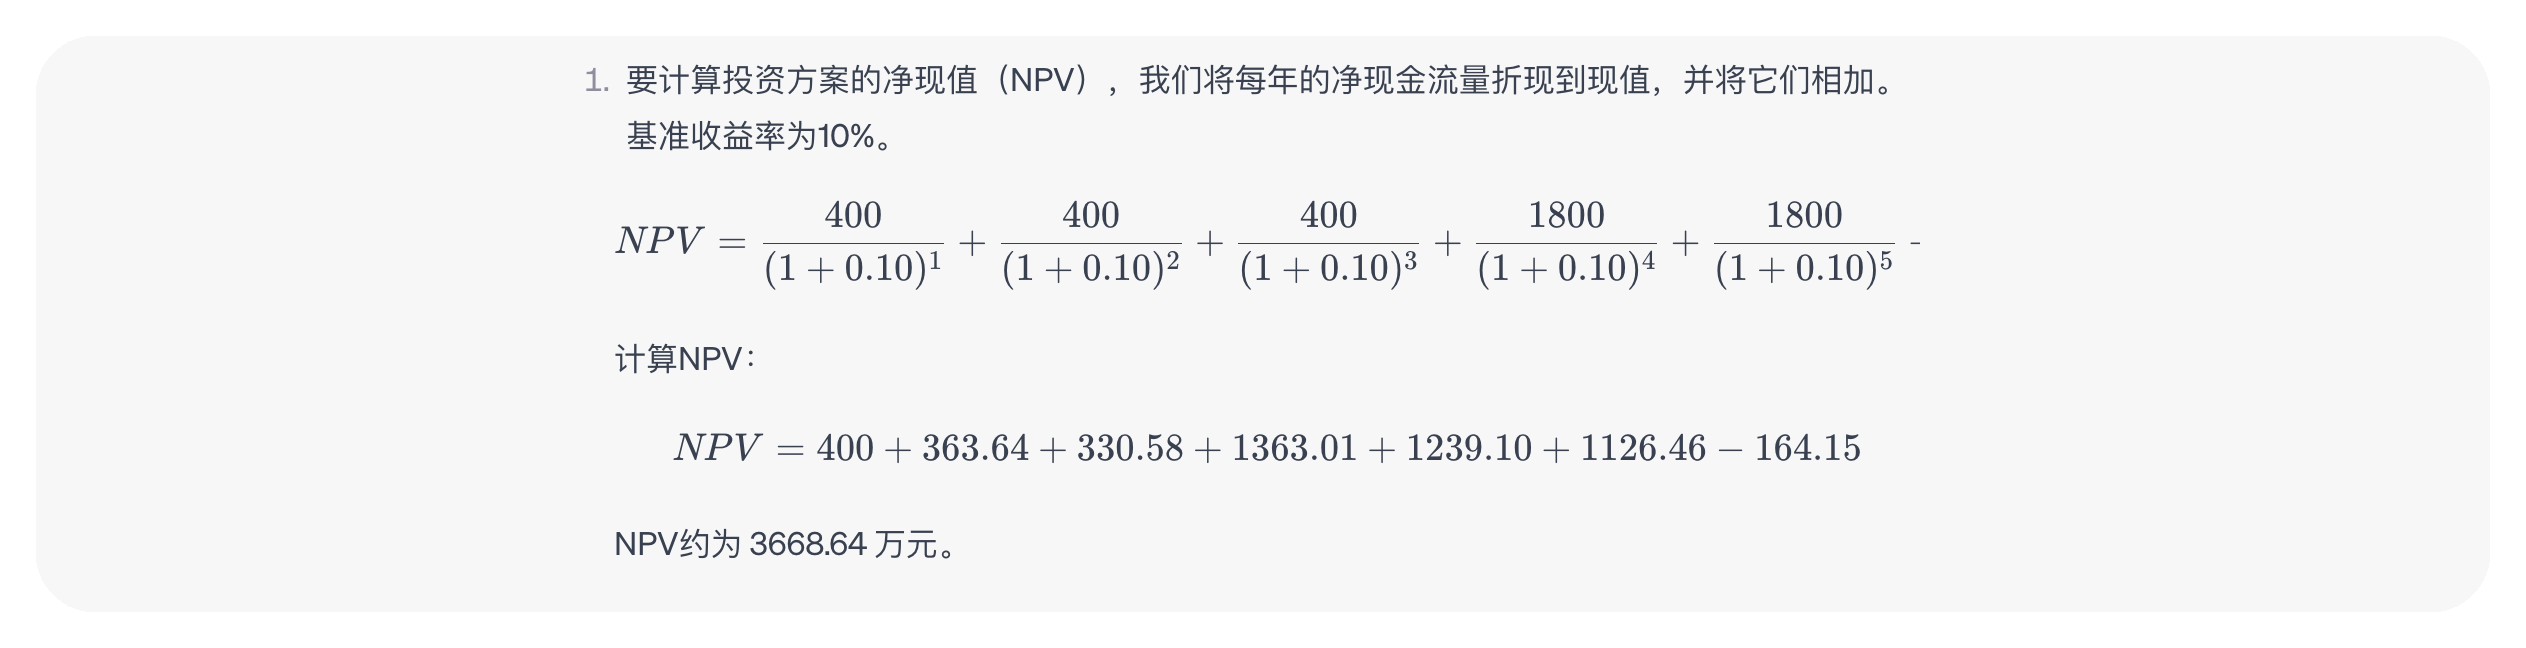 1. 要计算投资方案的净现值（NPV），我们将每年的净现金流量折现到现值，并将它们相加。
基准收益率为10%。
NPV = \frac{400}{(1 + 0.10)^1} + \frac{400}{(1 + 0.10)^2} + \frac{400}{(1 + 0.10)^3} + \frac{1800}{(1 + 0.10)^4} + \frac{1800}{(1 + 0.10)^5} -
计算NPV：
NPV = 400 + 363.64 + 330.58 + 1363.01 + 1239.10 + 1126.46 − 164.15
NPV约为 3668.64 万元。